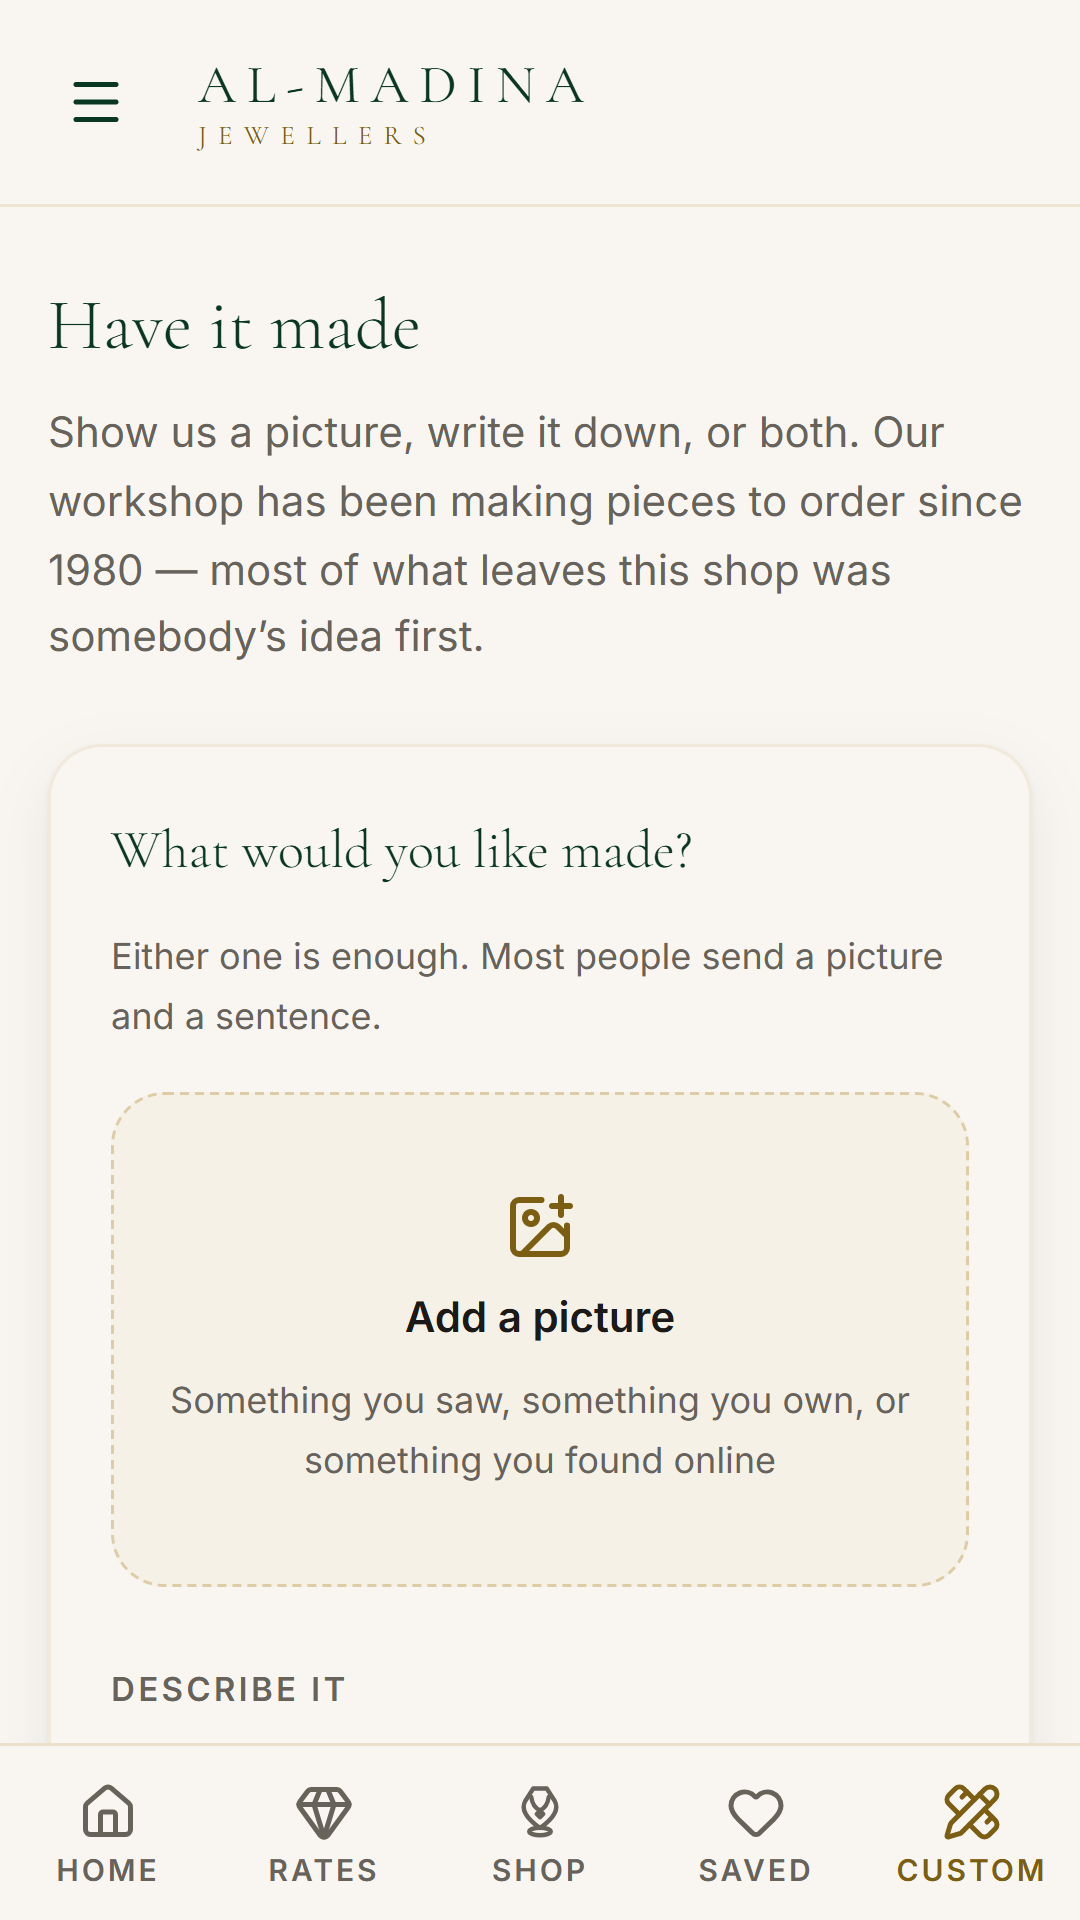 AL-MADINA
JEWELLERS
Have it made
Show us a picture, write it down, or both. Our
workshop has been making pieces to order since
1980 — most of what leaves this shop was
somebody’s idea first.
What would you like made?
Either one is enough. Most people send a picture
and a sentence.
Add a picture
Something you saw, something you own, or
something you found online
DESCRIBE IT
HOME
RATES
SHOP
SAVED
CUSTOM